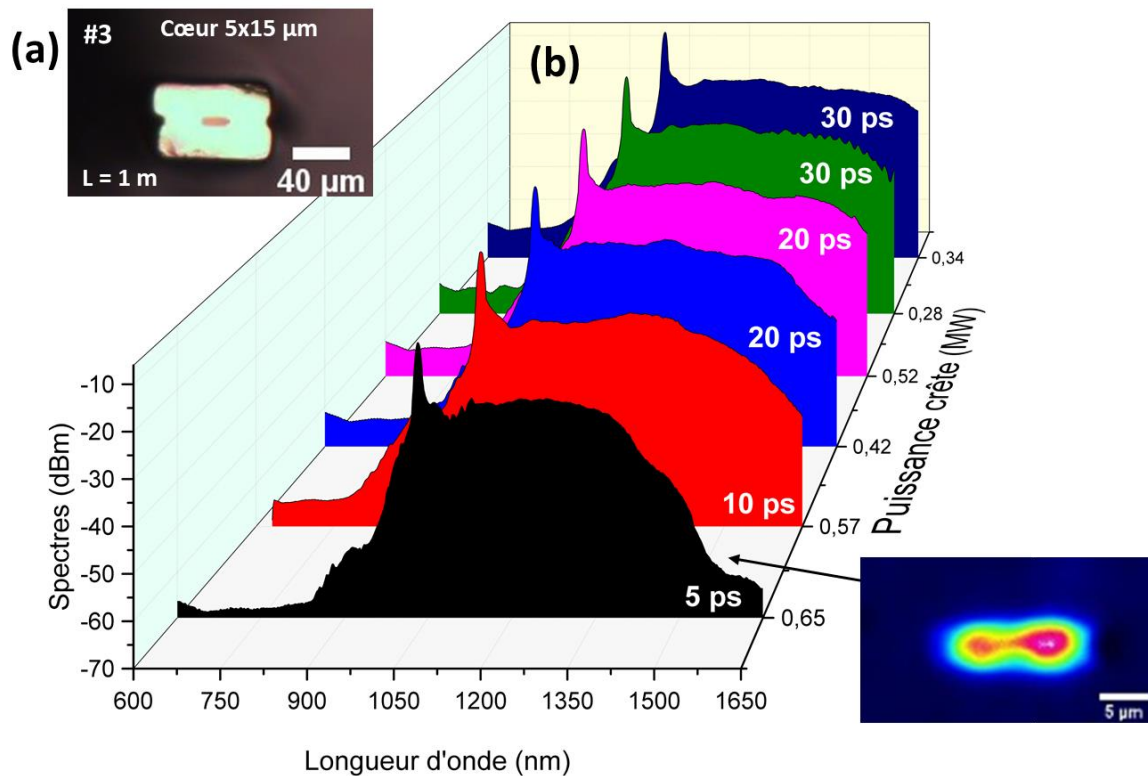 (a)
#3
Cœur 5x15 µm
L = 1 m
40 µm
(b)
30 ps
30 ps
20 ps
20 ps
10 ps
5 ps
Spectres (dBm)
-10
-20
-30
-40
-50
-60
-70
600
750
900
1050
1200
1350
1500
1650
Longueur d'onde (nm)
0,34
0,28
0,52
0,42
0,57
0,65
Puissance crête (MW)
5 µm